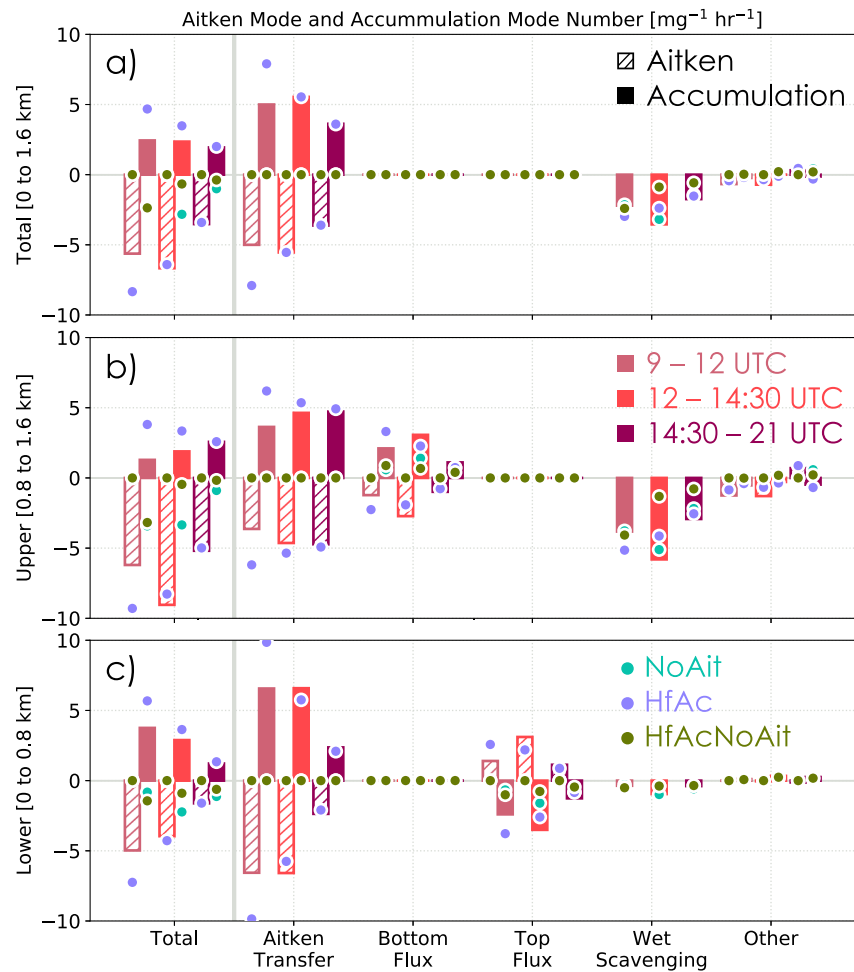 Aitken Mode and Accummulation Mode Number [mg⁻¹ hr⁻¹]
a)
Aitken
Accumulation
Total [0 to 1.6 km]
10
5
0
−5
−10
b)
9 – 12 UTC
12 – 14:30 UTC
14:30 – 21 UTC
Upper [0.8 to 1.6 km]
10
5
0
−5
−10
c)
NoAit
HfAc
HfAcNoAit
Lower [0 to 0.8 km]
10
5
0
−5
−10
Total
Aitken
Transfer
Bottom
Flux
Top
Flux
Wet
Scavenging
Other